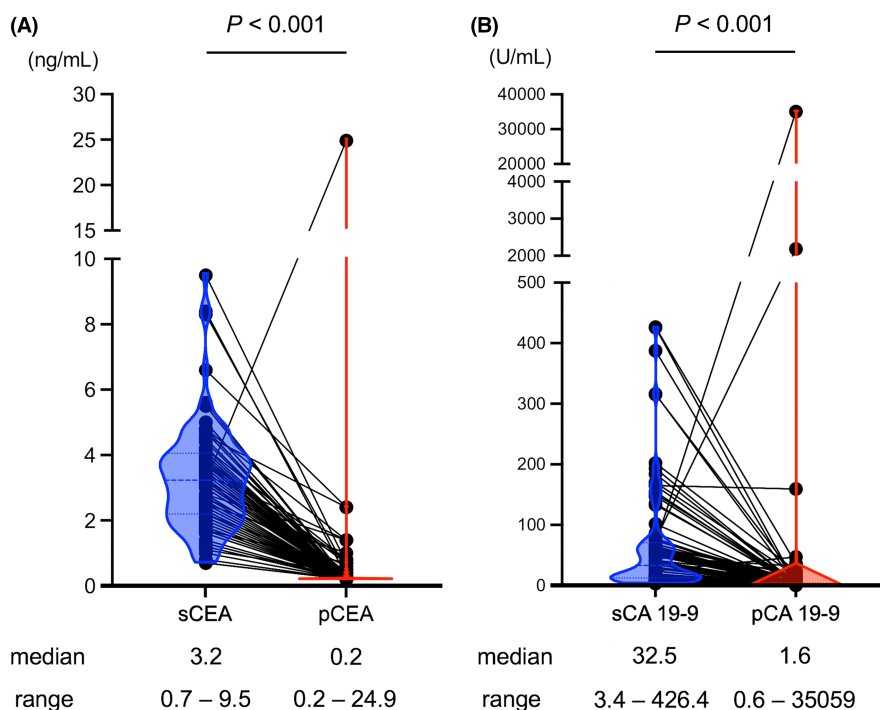 (A)
P < 0.001
(ng/mL)
30
25
20
15
10
8
6
4
2
0
sCEA pCEA
median 3.2 0.2
range 0.7 – 9.5 0.2 – 24.9
(B)
P < 0.001
(U/mL)
40000
30000
20000
4000
3000
2000
500
400
300
200
100
0
sCA 19-9 pCA 19-9
median 32.5 1.6
range 3.4 – 426.4 0.6 – 35059